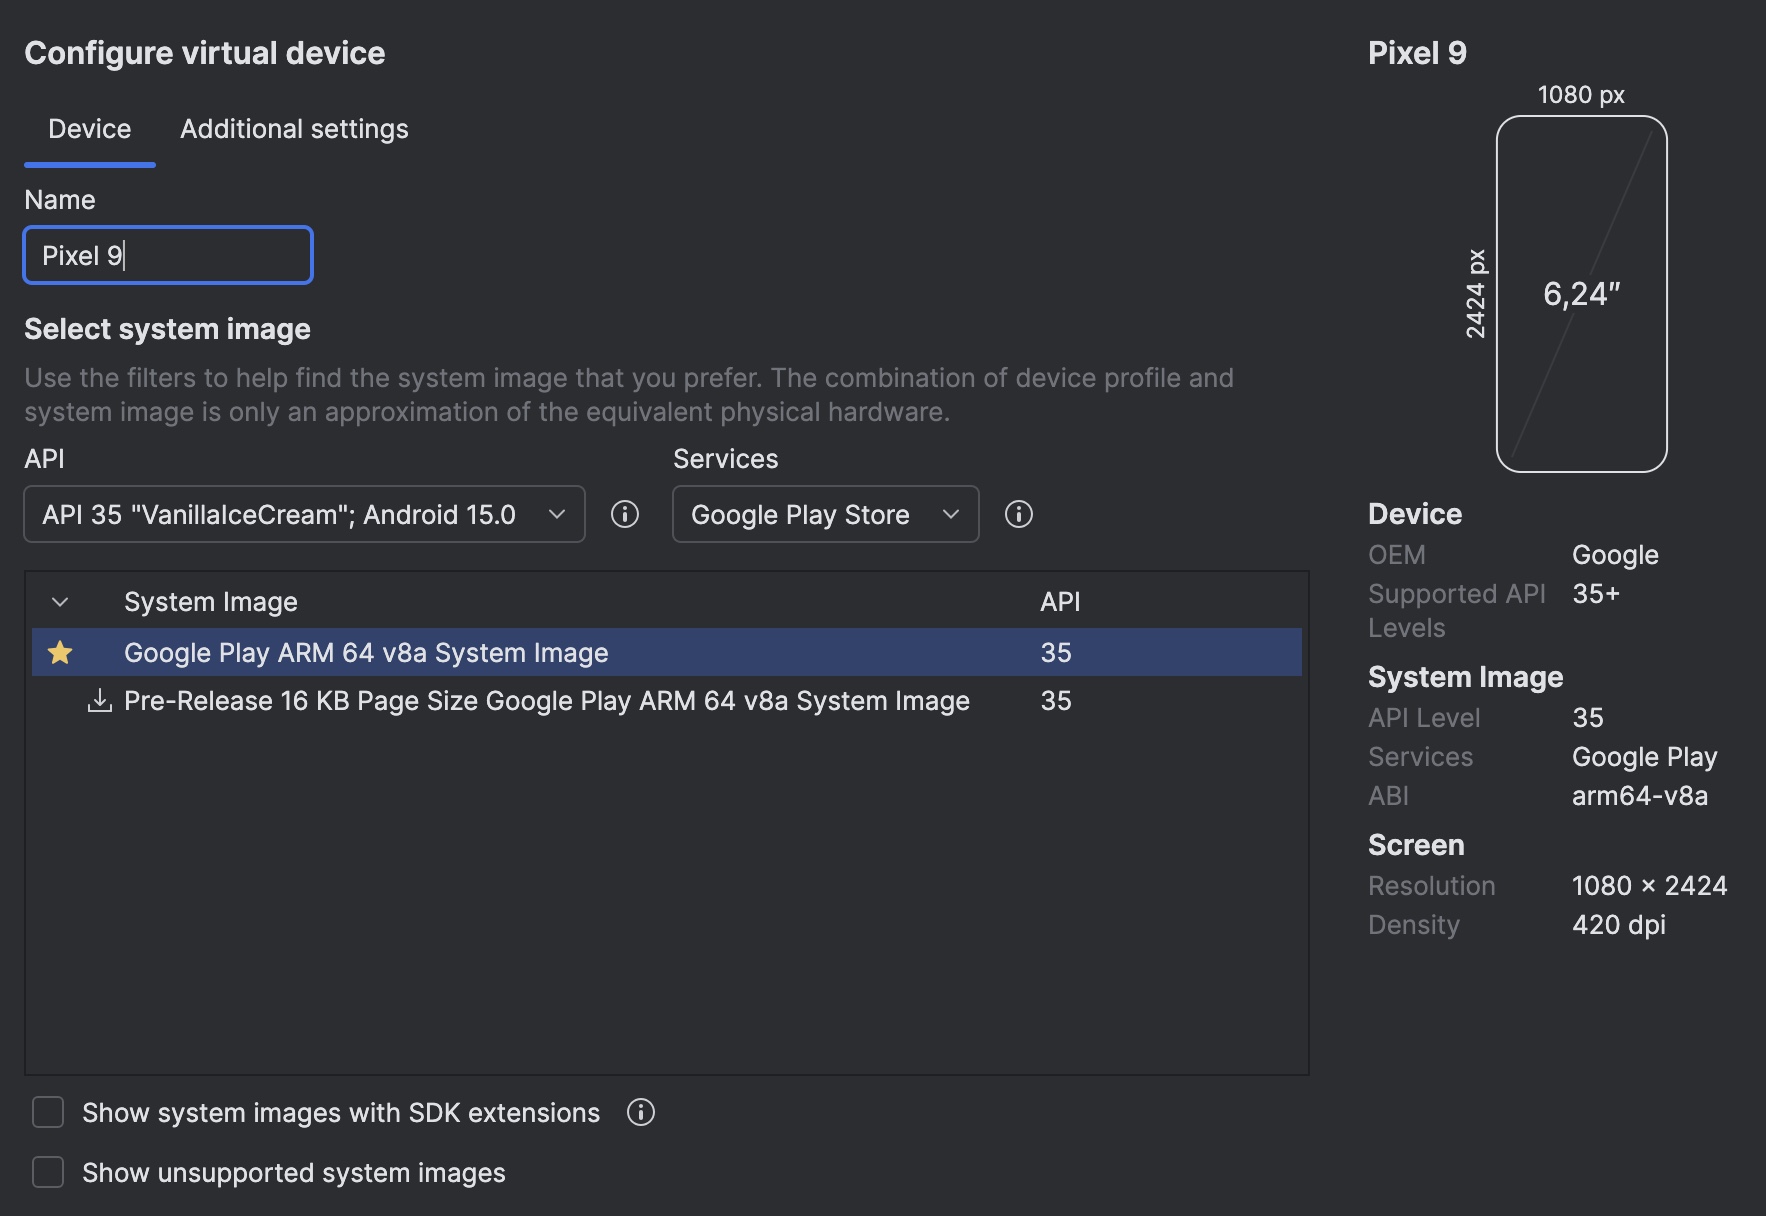 Configure virtual device
Device
Additional settings
Name
Pixel 9
Select system image
Use the filters to help find the system image that you prefer. The combination of device profile and
system image is only an approximation of the equivalent physical hardware.
API
Services
API 35 "VanillaIceCream"; Android 15.0
Google Play Store
System Image API
Google Play ARM 64 v8a System Image 35
Pre-Release 16 KB Page Size Google Play ARM 64 v8a System Image 35
Show system images with SDK extensions
Show unsupported system images
Pixel 9
1080 px
2424 px
6,24″
Device
OEM Google
Supported API 35+
Levels
System Image
API Level 35
Services Google Play
ABI arm64-v8a
Screen
Resolution 1080 × 2424
Density 420 dpi